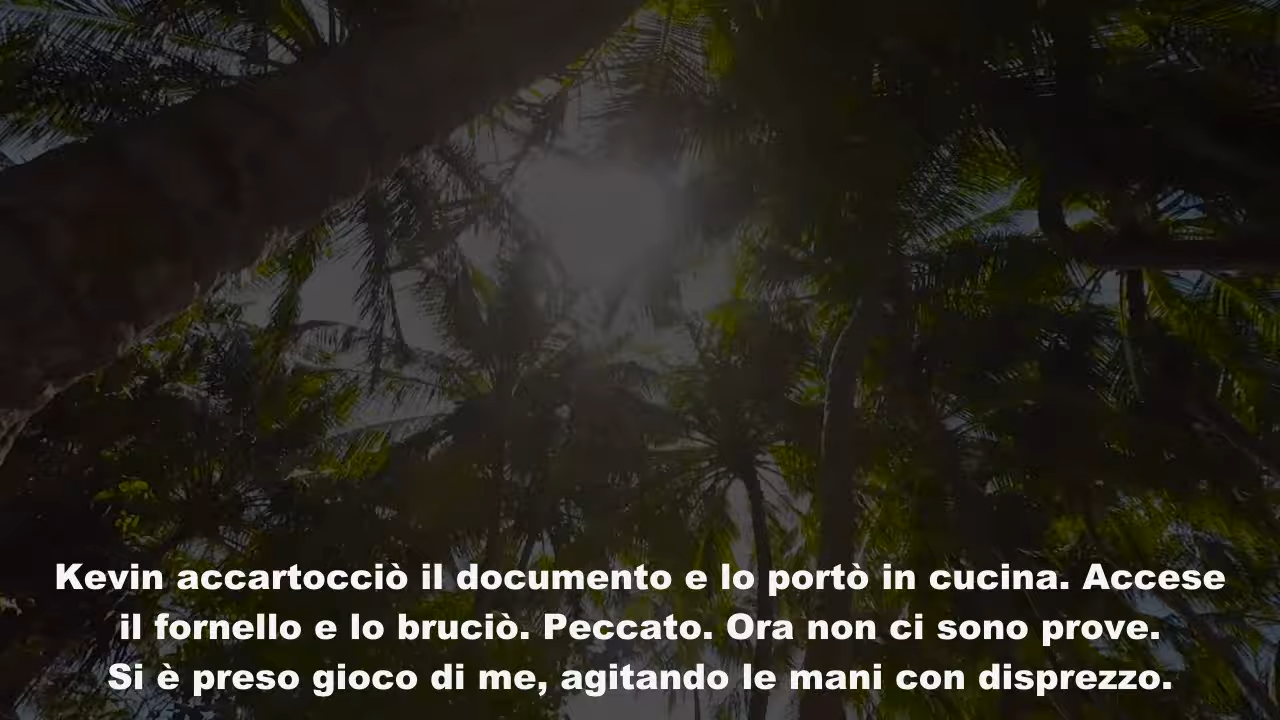 Kevin accartocciò il documento e lo portò in cucina. Accese
il fornello e lo bruciò. Peccato. Ora non ci sono prove.
Si è preso gioco di me, agitando le mani con disprezzo.